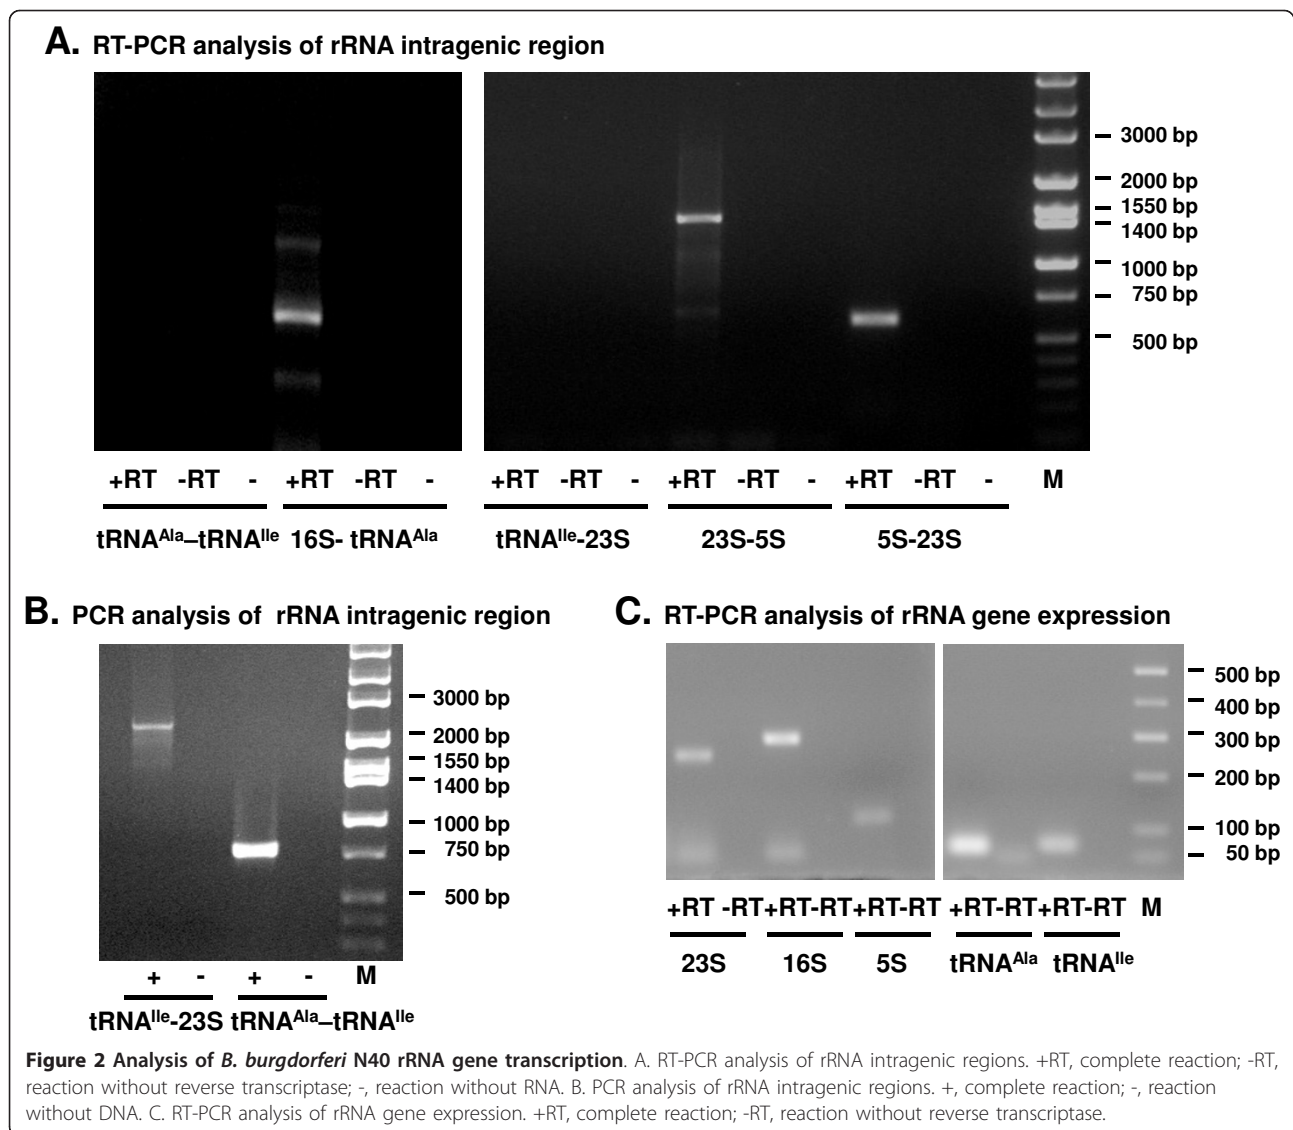 A. RT-PCR analysis of rRNA intragenic region
3000 bp
2000 bp
1550 bp
1400 bp
1000 bp
750 bp
500 bp
+RT -RT - +RT -RT - +RT -RT - +RT -RT - +RT -RT - M
tRNAAla–tRNAIle 16S- tRNAAla tRNAIle-23S 23S-5S 5S-23S
B. PCR analysis of rRNA intragenic region
3000 bp
2000 bp
1550 bp
1400 bp
1000 bp
750 bp
500 bp
+ - + - M
tRNAIle-23S tRNAAla–tRNAIle
C. RT-PCR analysis of rRNA gene expression
500 bp
400 bp
300 bp
200 bp
100 bp
50 bp
+RT -RT+RT-RT+RT-RT +RT-RT+RT-RT M
23S 16S 5S tRNAAla tRNAIle
Figure 2 Analysis of B. burgdorferi N40 rRNA gene transcription. A. RT-PCR analysis of rRNA intragenic regions. +RT, complete reaction; -RT,
reaction without reverse transcriptase; -, reaction without RNA. B. PCR analysis of rRNA intragenic regions. +, complete reaction; -, reaction
without DNA. C. RT-PCR analysis of rRNA gene expression. +RT, complete reaction; -RT, reaction without reverse transcriptase.